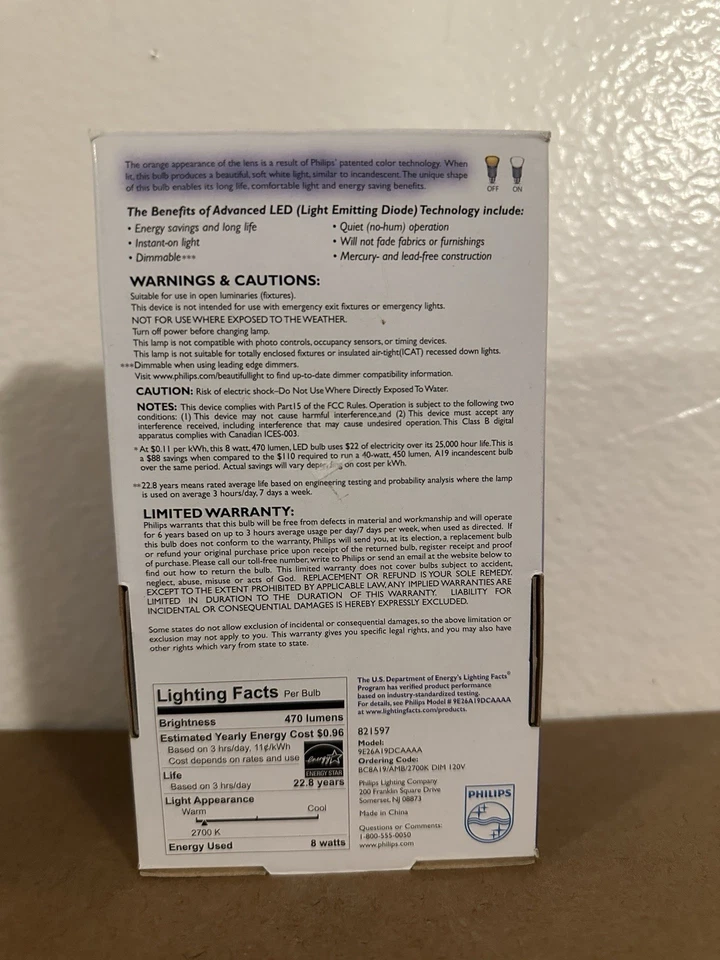 The orange appearance of the lens is a result of Philips' patented color technology. When
lit, this bulb produces a beautiful, soft white light, similar to incandescent. The unique shape
of this bulb enables its long life, comfortable light and energy saving benefits.
OFF ON
The Benefits of Advanced LED (Light Emitting Diode) Technology include:
• Energy savings and long life
• Instant-on light
• Dimmable***
• Quiet (no-hum) operation
• Will not fade fabrics or furnishings
• Mercury- and lead-free construction
WARNINGS & CAUTIONS:
Suitable for use in open luminaries (fixtures).
This device is not intended for use with emergency exit fixtures or emergency lights.
NOT FOR USE WHERE EXPOSED TO THE WEATHER.
Turn off power before changing lamp.
This lamp is not compatible with photo controls, occupancy sensors, or timing devices.
This lamp is not suitable for totally enclosed fixtures or insulated air-tight(ICAT) recessed down lights.
***Dimmable when using leading edge dimmers.
Visit www.philips.com/beautifullight to find up-to-date dimmer compatibility information.
CAUTION: Risk of electric shock–Do Not Use Where Directly Exposed To Water.
NOTES: This device complies with Part15 of the FCC Rules. Operation is subject to the following two
conditions: (1) This device may not cause harmful interference,and (2) This device must accept any
interference received, including interference that may cause undesired operation. This Class B digital
apparatus complies with Canadian ICES-003.
*At $0.11 per kWh, this 8 watt, 470 lumen, LED bulb uses $22 of electricity over its 25,000 hour life. This is
a $88 savings when compared to the $110 required to run a 40-watt, 450 lumen, A19 incandescent bulb
over the same period. Actual savings will vary depending on cost per kWh.
**22.8 years means rated average life based on engineering testing and probability analysis where the lamp
is used on average 3 hours/day, 7 days a week.
LIMITED WARRANTY:
Philips warrants that this bulb will be free from defects in material and workmanship and will operate
for 6 years based on up to 3 hours average usage per day/7 days per week, when used as directed. If
this bulb does not conform to the warranty, Philips will send you, at its election, a replacement bulb
or refund your original purchase price upon receipt of the returned bulb, register receipt and proof
of purchase. Please call our toll-free number, write to Philips or send an email at the website below to
find out how to return the bulb. This limited warranty does not cover bulbs subject to accident,
neglect, abuse, misuse or acts of God. REPLACEMENT OR REFUND IS YOUR SOLE REMEDY.
EXCEPT TO THE EXTENT PROHIBITED BY APPLICABLE LAW, ANY IMPLIED WARRANTIES ARE
LIMITED IN DURATION TO THE DURATION OF THIS WARRANTY. LIABILITY FOR
INCIDENTAL OR CONSEQUENTIAL DAMAGES IS HEREBY EXPRESSLY EXCLUDED.
Some states do not allow exclusion of incidental or consequential damages, so the above limitation or
exclusion may not apply to you. This warranty gives you specific legal rights, and you may also have
other rights which vary from state to state.
Lighting Facts Per Bulb
Brightness 470 lumens
Estimated Yearly Energy Cost $0.96
Based on 3 hrs/day, 11¢/kWh
Cost depends on rates and use
energy
ENERGY STAR
Life
Based on 3 hrs/day 22.8 years
Light Appearance
Warm Cool
2700 K
Energy Used 8 watts
The U.S. Department of Energy's Lighting Facts®
Program has verified product performance
based on industry-standardized testing.
For details, see Philips Model # 9E26A19DCAAAA
at www.lightingfacts.com/products.
821597
Model:
9E26A19DCAAAA
Ordering Code:
BC8A19/AMB/2700K DIM 120V
Philips Lighting Company
200 Franklin Square Drive
Somerset, NJ 08873
Made in China
Questions or Comments:
1-800-555-0050
www.philips.com
PHILIPS